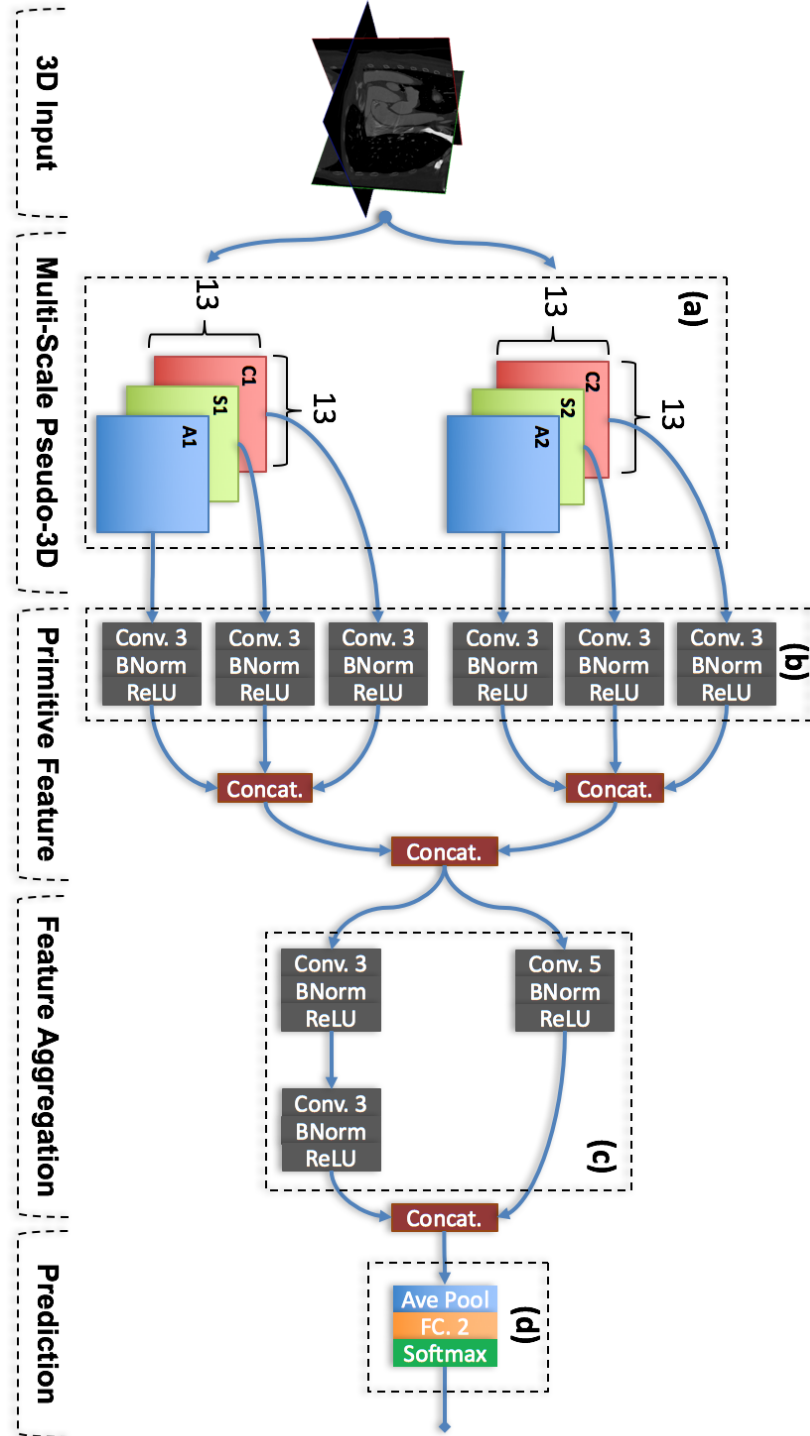 3D Input
Multi-Scale Pseudo-3D
Primitive Feature
Feature Aggregation
Prediction
(a)
13
13
C1
S1
A1
13
13
C2
S2
A2
(b)
Conv. 3
BNorm
ReLU
Conv. 3
BNorm
ReLU
Conv. 3
BNorm
ReLU
Conv. 3
BNorm
ReLU
Conv. 3
BNorm
ReLU
Conv. 3
BNorm
ReLU
Concat.
Concat.
Concat.
Conv. 3
BNorm
ReLU
Conv. 5
BNorm
ReLU
Conv. 3
BNorm
ReLU
(c)
Concat.
Ave Pool
FC. 2
Softmax
(d)